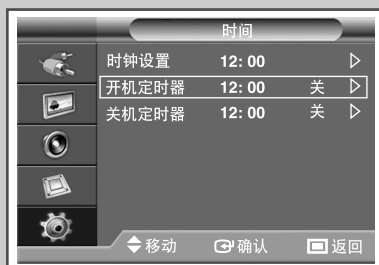 时间
时钟设置 12: 00
开机定时器 12: 00 关
关机定时器 12: 00 关
移动 确认 返回